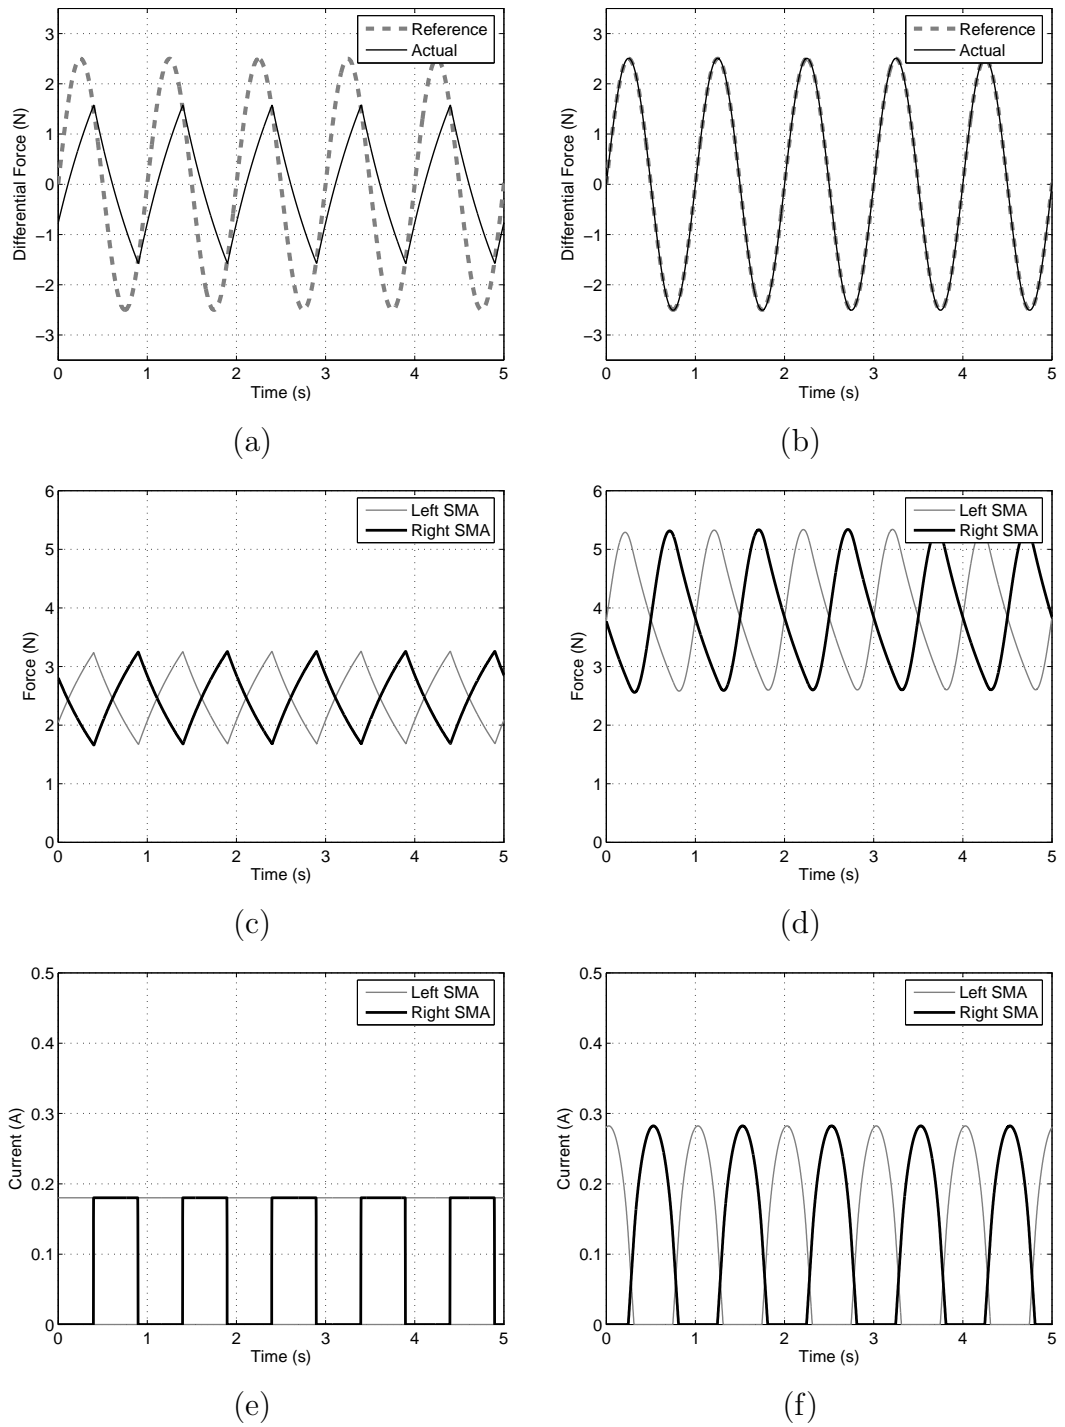 3
2
1
0
−1
−2
−3
Differential Force (N)
Reference
Actual
0 1 2 3 4 5
Time (s)
(a)
3
2
1
0
−1
−2
−3
Differential Force (N)
Reference
Actual
0 1 2 3 4 5
Time (s)
(b)
6
5
4
3
2
1
0
Force (N)
Left SMA
Right SMA
0 1 2 3 4 5
Time (s)
(c)
6
5
4
3
2
1
0
Force (N)
Left SMA
Right SMA
0 1 2 3 4 5
Time (s)
(d)
0.5
0.4
0.3
0.2
0.1
0
Current (A)
Left SMA
Right SMA
0 1 2 3 4 5
Time (s)
(e)
0.5
0.4
0.3
0.2
0.1
0
Current (A)
Left SMA
Right SMA
0 1 2 3 4 5
Time (s)
(f)